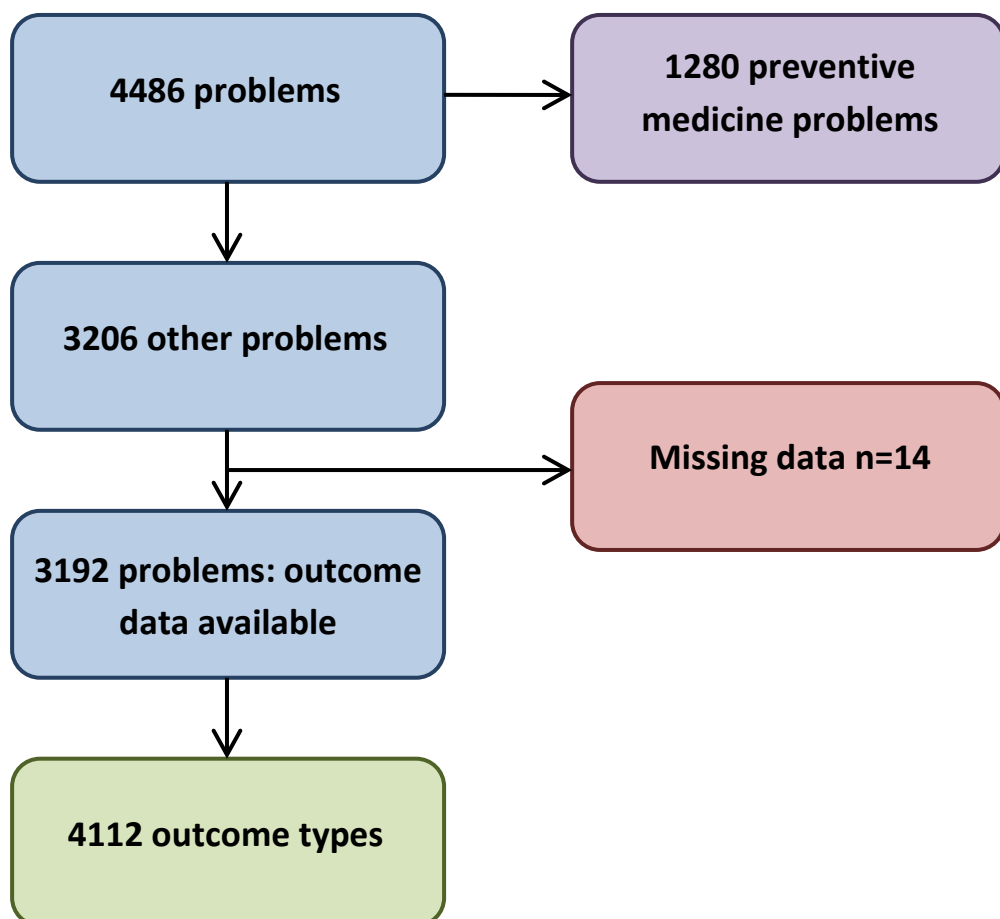 4486 problems
1280 preventive
medicine problems
3206 other problems
Missing data n=14
3192 problems: outcome
data available
4112 outcome types